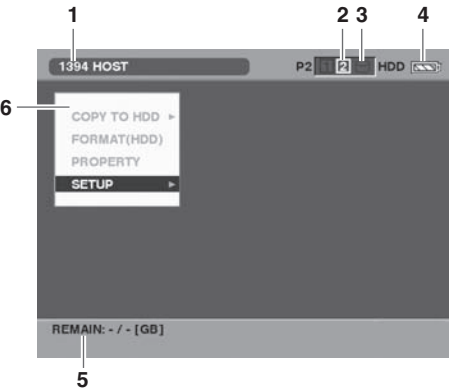 1 2 3 4
1394 HOST P2 1 2 HDD
6
COPY TO HDD
FORMAT(HDD)
PROPERTY
SETUP
REMAIN: - / - [GB]
5